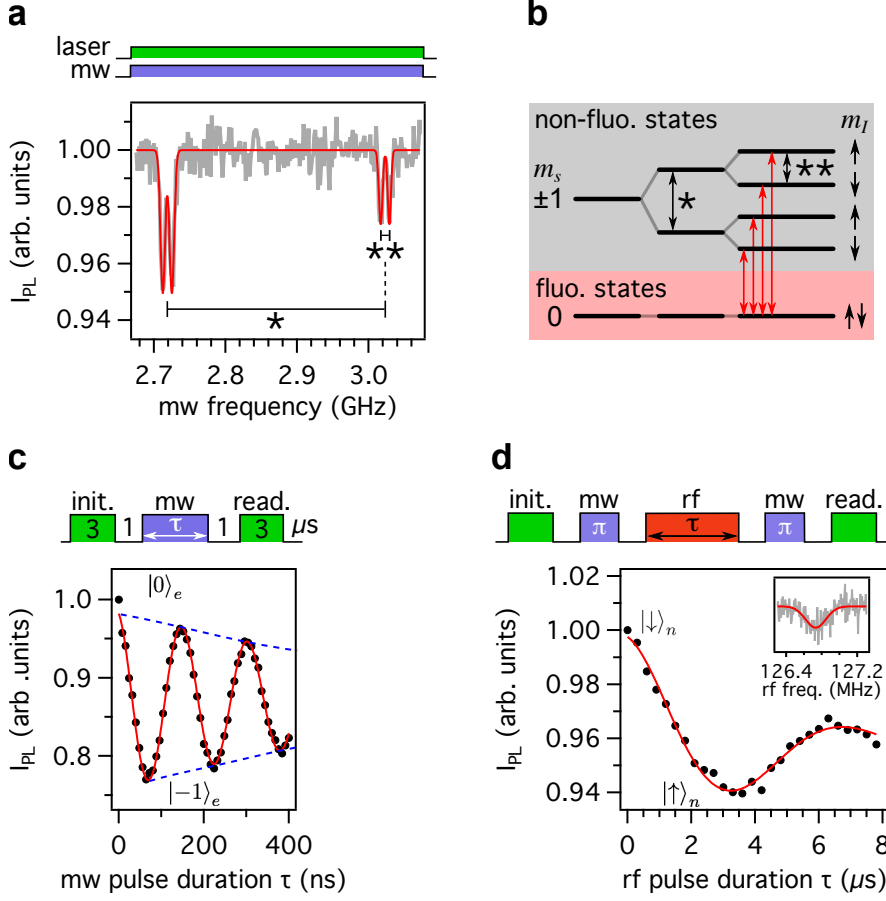 a
laser
mw
I_PL (arb. units)
1.00
0.98
0.96
0.94
**
*
2.7 2.8 2.9 3.0
mw frequency (GHz)
b
non-fluo. states
m_s
m_I
±1
*
**
fluo. states
0
c
init. mw read.
3 1 τ 1 3 μs
I_PL (arb .units)
1.0
0.9
0.8
|0⟩_e
|−1⟩_e
0 200 400
mw pulse duration τ (ns)
d
init. mw rf mw read.
π τ π
I_PL (arb. units)
1.02
1.00
0.98
0.96
0.94
|↓⟩_n
|↑⟩_n
126.4 127.2
rf freq. (MHz)
0 2 4 6 8
rf pulse duration τ (μs)